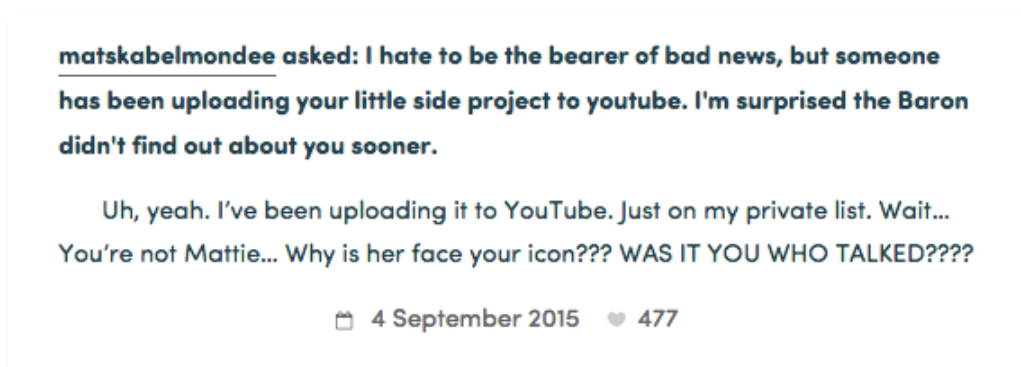 matskabelmondee asked: I hate to be the bearer of bad news, but someone
has been uploading your little side project to youtube. I'm surprised the Baron
didn't find out about you sooner.
Uh, yeah. I’ve been uploading it to YouTube. Just on my private list. Wait…
You’re not Mattie… Why is her face your icon??? WAS IT YOU WHO TALKED????
4 September 2015 477